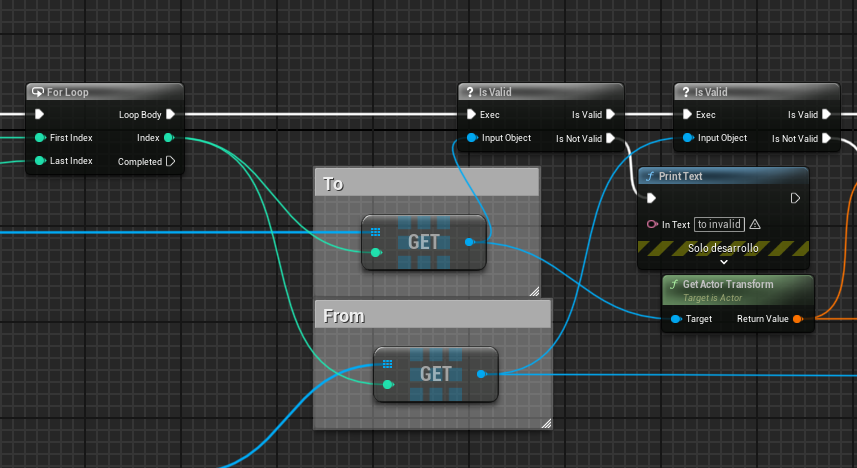 For Loop
Loop Body
First Index
Index
Last Index
Completed
? Is Valid
Exec
Is Valid
Input Object
Is Not Valid
? Is Valid
Exec
Is Valid
Input Object
Is Not Valid
To
GET
f Print Text
In Text
to invalid
Solo desarrollo
f Get Actor Transform
Target is Actor
Target
Return Value
From
GET